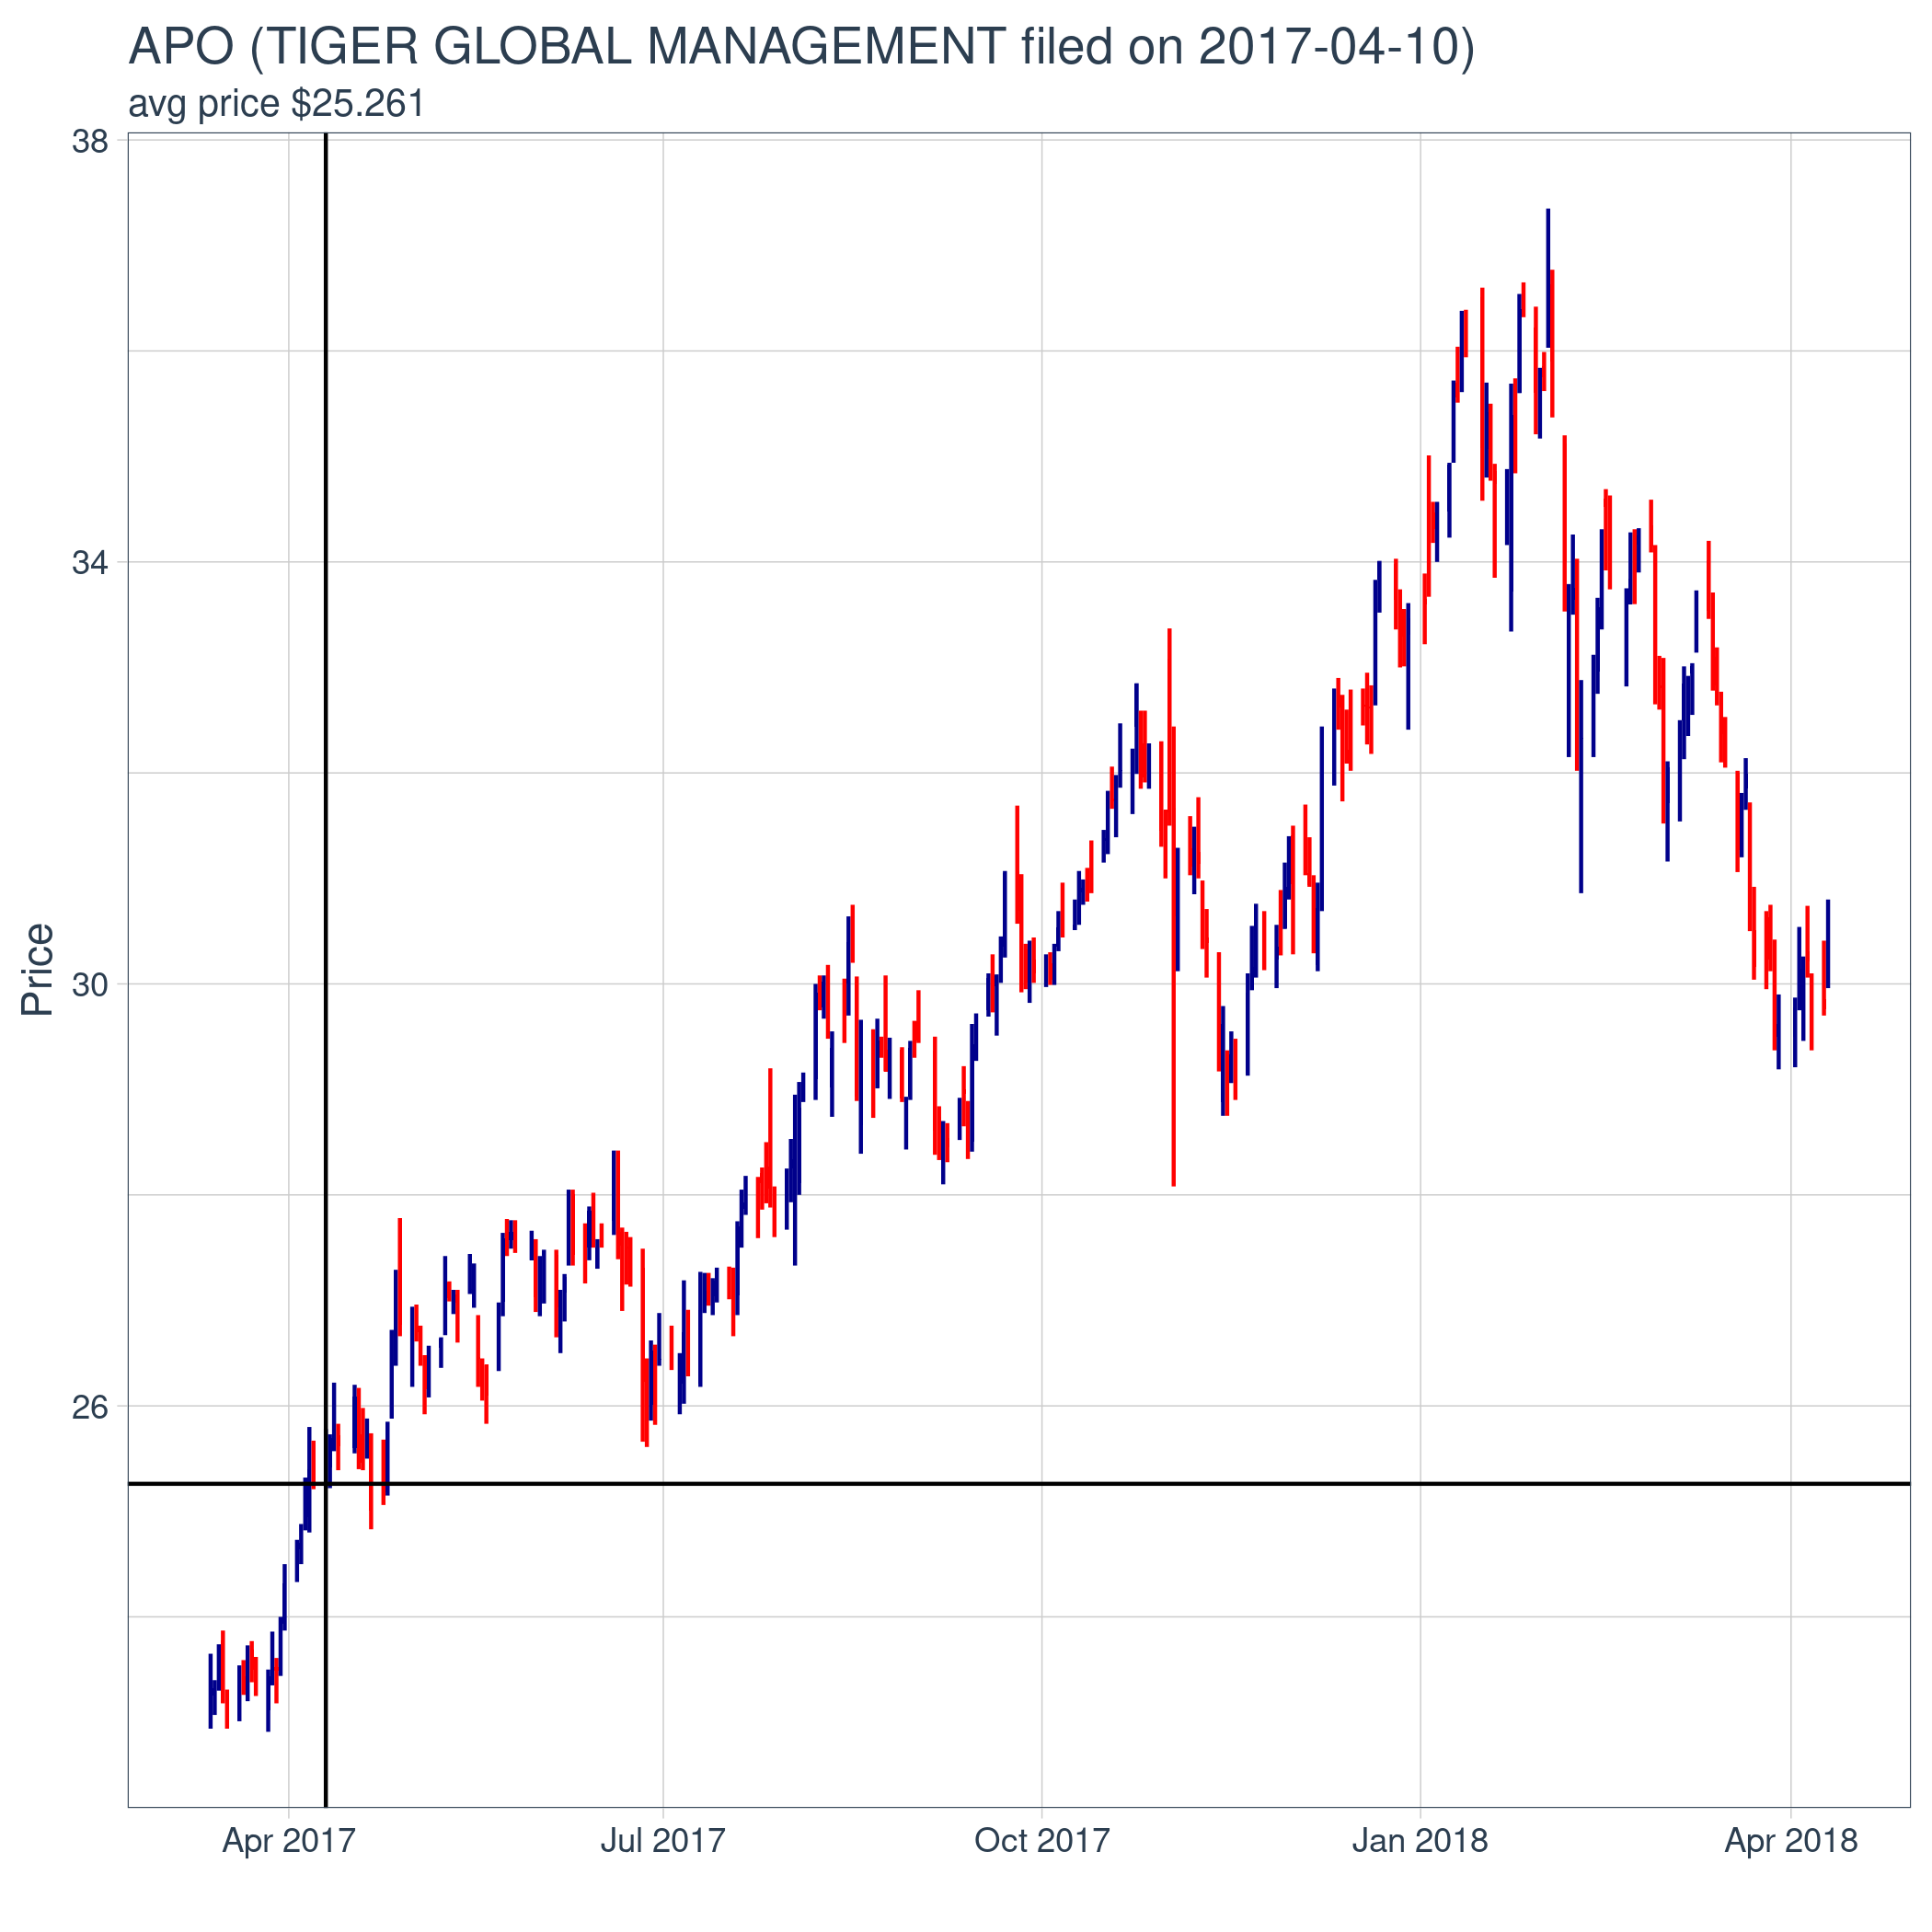 APO (TIGER GLOBAL MANAGEMENT filed on 2017-04-10)
avg price $25.261
38
34
30
26
Price
Apr 2017
Jul 2017
Oct 2017
Jan 2018
Apr 2018